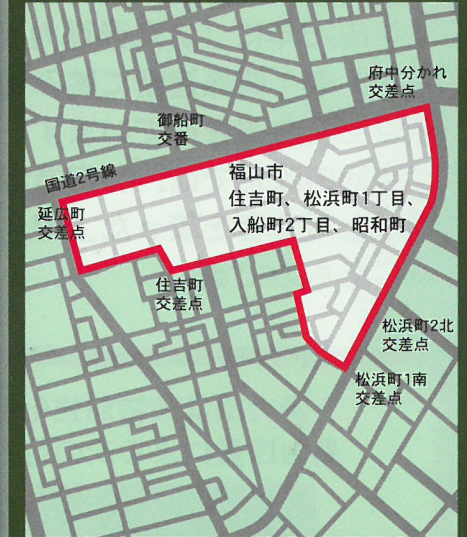 府中分かれ
交差点
御船町
交番
国道2号線
福山市
住吉町、松浜町1丁目、
入船町2丁目、昭和町
延広町
交差点
住吉町
交差点
松浜町2北
交差点
松浜町1南
交差点